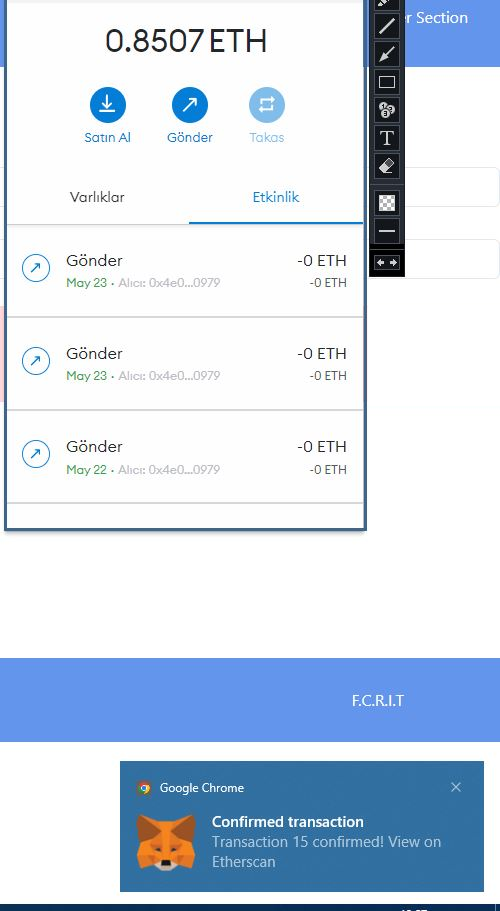 0.8507 ETH
r Section
Satın Al
Gönder
Takas
Varlıklar
Etkinlik
Gönder
-0 ETH
May 23 · Alıcı: 0x4e0...0979
-0 ETH
Gönder
-0 ETH
May 23 · Alıcı: 0x4e0...0979
-0 ETH
Gönder
-0 ETH
May 22 · Alıcı: 0x4e0...0979
-0 ETH
F.C.R.I.T
Google Chrome
Confirmed transaction
Transaction 15 confirmed! View on
Etherscan